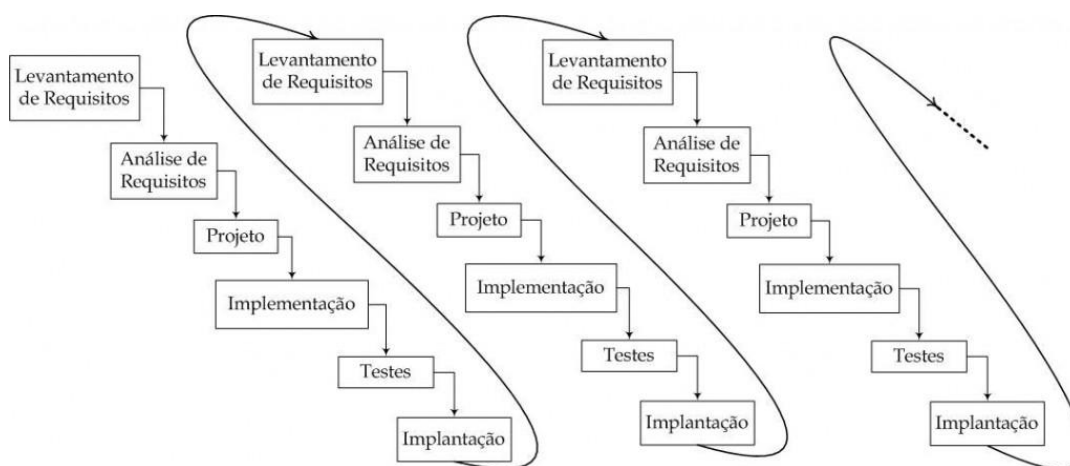 Levantamento
de Requisitos
Análise de
Requisitos
Projeto
Implementação
Testes
Implantação
Levantamento
de Requisitos
Análise de
Requisitos
Projeto
Implementação
Testes
Implantação
Levantamento
de Requisitos
Análise de
Requisitos
Projeto
Implementação
Testes
Implantação